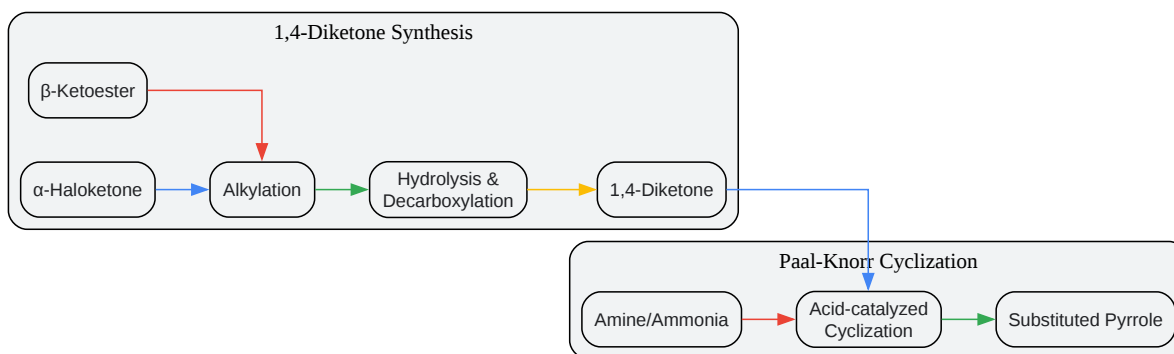 1,4-Diketone Synthesis
β-Ketoester
α-Haloketone
Alkylation
Hydrolysis &
Decarboxylation
1,4-Diketone
Paal-Knorr Cyclization
Amine/Ammonia
Acid-catalyzed
Cyclization
Substituted Pyrrole